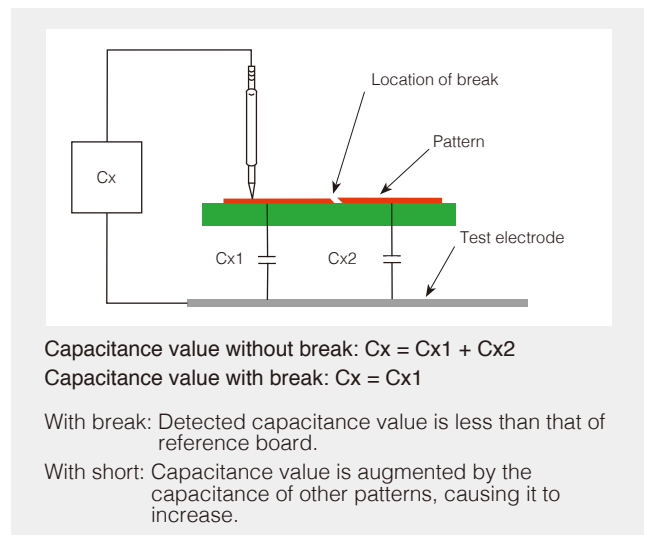 Location of break
Pattern
Cx
Test electrode
Cx1
Cx2
Capacitance value without break: Cx = Cx1 + Cx2
Capacitance value with break: Cx = Cx1
With break: Detected capacitance value is less than that of
reference board.
With short: Capacitance value is augmented by the
capacitance of other patterns, causing it to
increase.